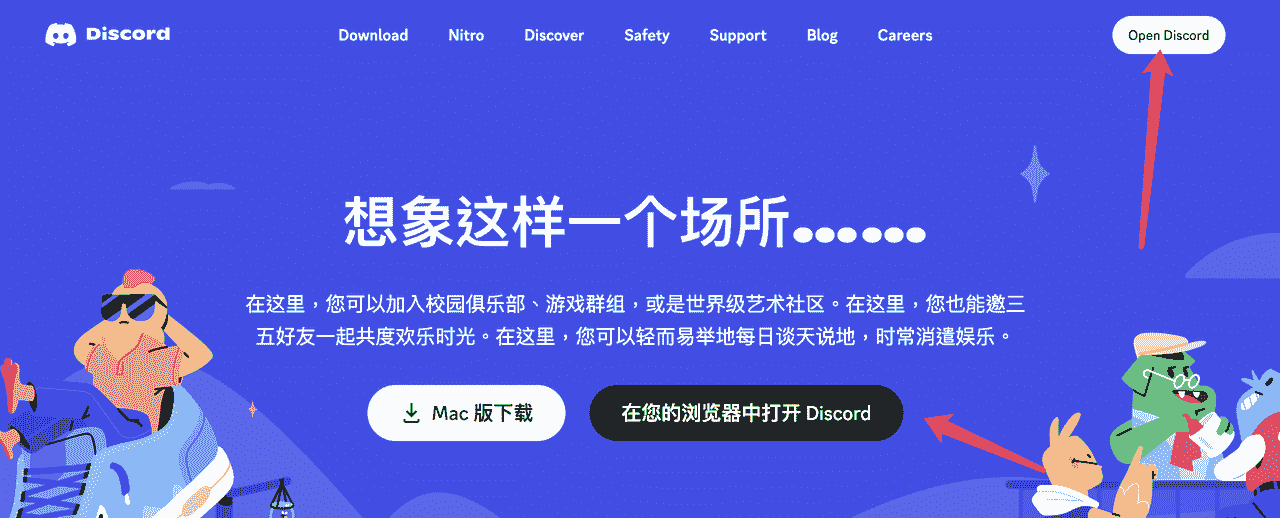 Discord
Download
Nitro
Discover
Safety
Support
Blog
Careers
Open Discord
想象这样一个场所……
在这里，您可以加入校园俱乐部、游戏群组，或是世界级艺术社区。在这里，您也能邀三
五好友一起共度欢乐时光。在这里，您可以轻而易举地每日谈天说地，时常消遣娱乐。
Mac 版下载
在您的浏览器中打开 Discord